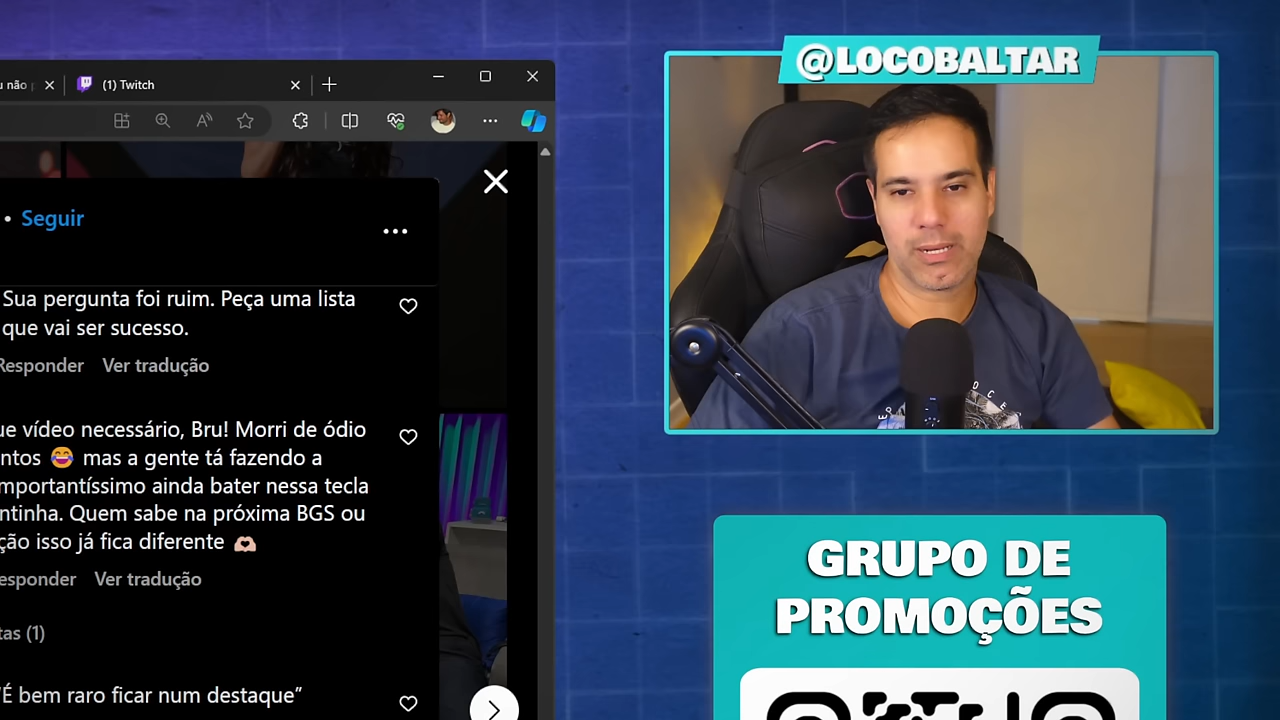 @LOCOBALTAR
u não
(1) Twitch
• Seguir
Sua pergunta foi ruim. Peça uma lista
que vai ser sucesso.
Responder Ver tradução
vídeo necessário, Bru! Morri de ódio
ntos 😂 mas a gente tá fazendo a
mportantíssimo ainda bater nessa tecla
ntinha. Quem sabe na próxima BGS ou
ção isso já fica diferente 🫶🏻
esponder Ver tradução
tas (1)
“É bem raro ficar num destaque”
GRUPO DE
PROMOÇÕES